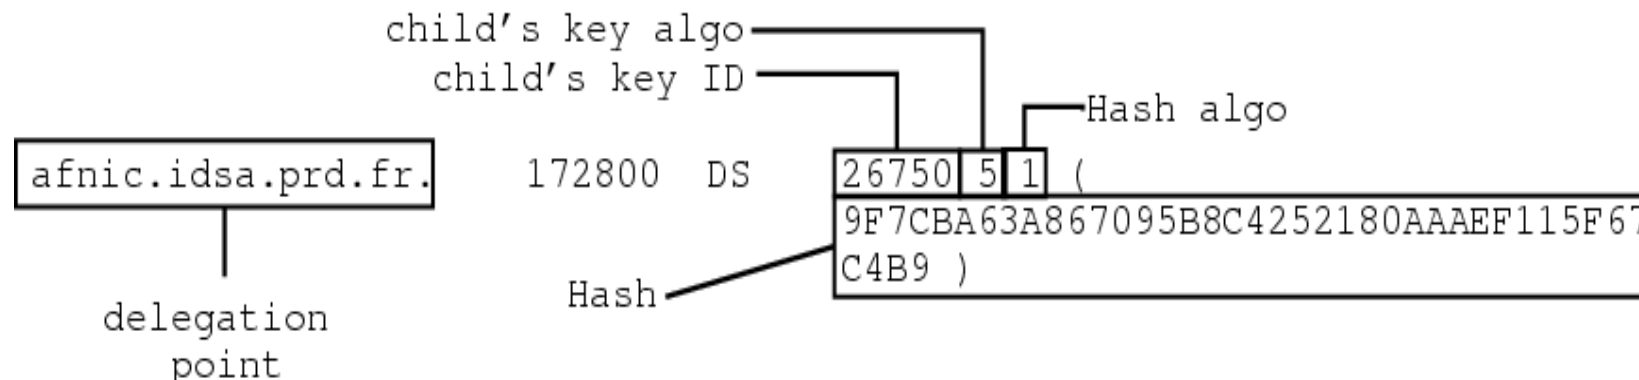 child's key algo
child's key ID
Hash algo
afnic.idsa.prd.fr. 172800 DS 26750 5 1 (
9F7CBA63A867095B8C4252180AAAEF115F67
C4B9 )
Hash
delegation
point